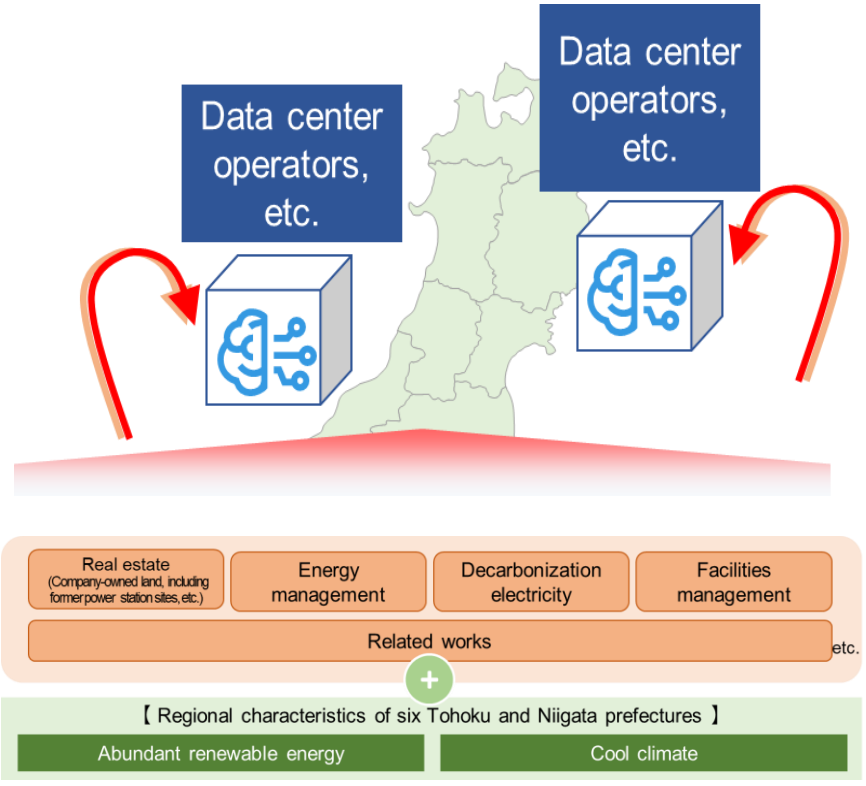 Data center
operators,
etc.
Data center
operators,
etc.
Real estate
(Company-owned land, including
former power station sites, etc.)
Energy
management
Decarbonization
electricity
Facilities
management
Related works
etc.
+
【 Regional characteristics of six Tohoku and Niigata prefectures 】
Abundant renewable energy
Cool climate